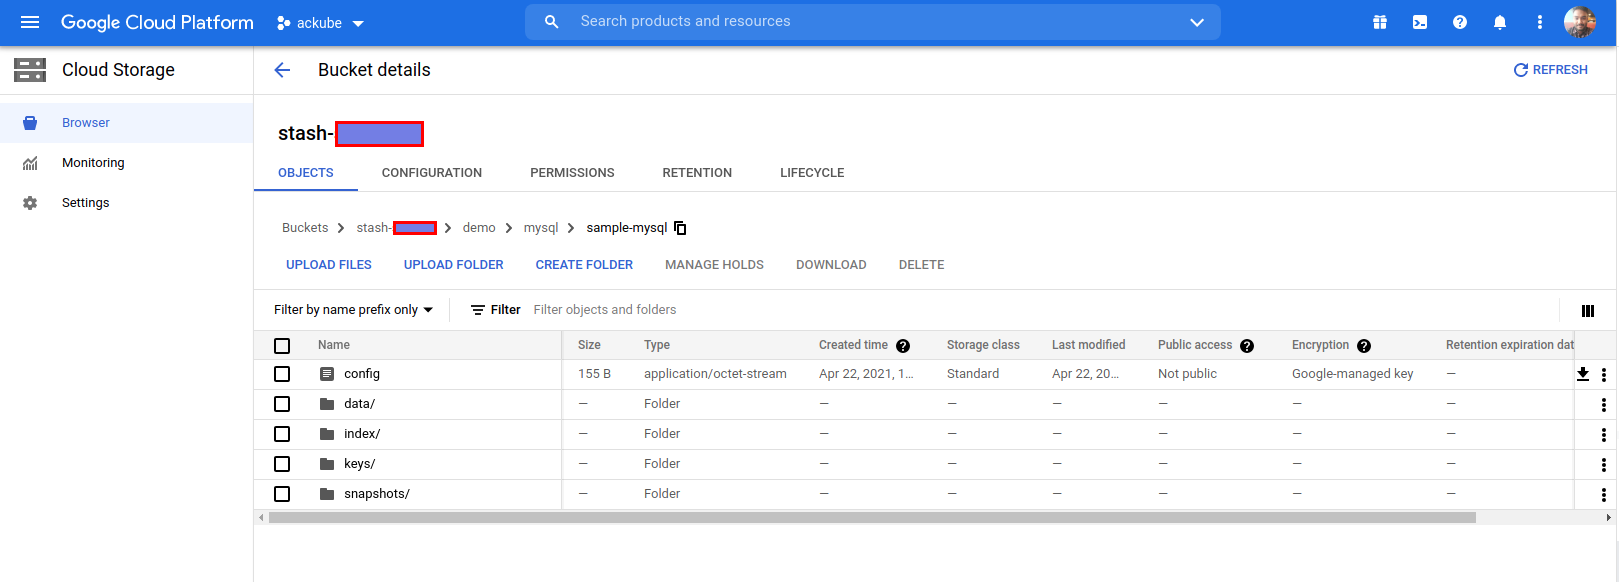 Google Cloud Platform ackube Search products and resources
Cloud Storage Bucket details REFRESH
Browser
Monitoring
Settings
stash-
OBJECTS CONFIGURATION PERMISSIONS RETENTION LIFECYCLE
Buckets > stash- > demo > mysql > sample-mysql
UPLOAD FILES UPLOAD FOLDER CREATE FOLDER MANAGE HOLDS DOWNLOAD DELETE
Filter by name prefix only Filter Filter objects and folders
Name Size Type Created time Storage class Last modified Public access Encryption Retention expiration dat
config 155 B application/octet-stream Apr 22, 2021, 1... Standard Apr 22, 20... Not public Google-managed key —
data/ — Folder — — — — — —
index/ — Folder — — — — — —
keys/ — Folder — — — — — —
snapshots/ — Folder — — — — — —